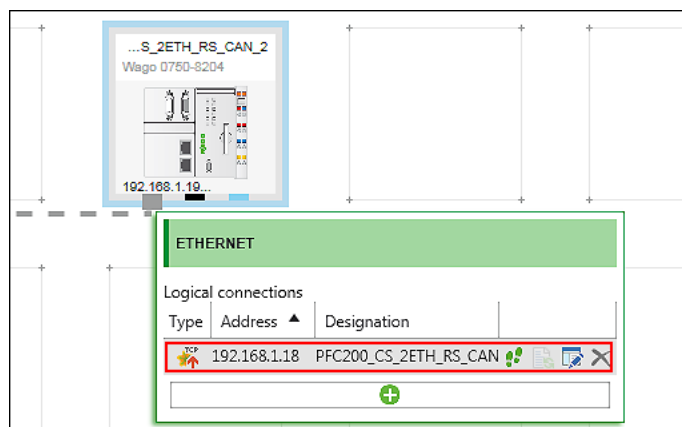 ...S_2ETH_RS_CAN_2
Wago 0750-8204
192.168.1.19...
ETHERNET
Logical connections
Type Address Designation
TCP 192.168.1.18 PFC200_CS_2ETH_RS_CAN